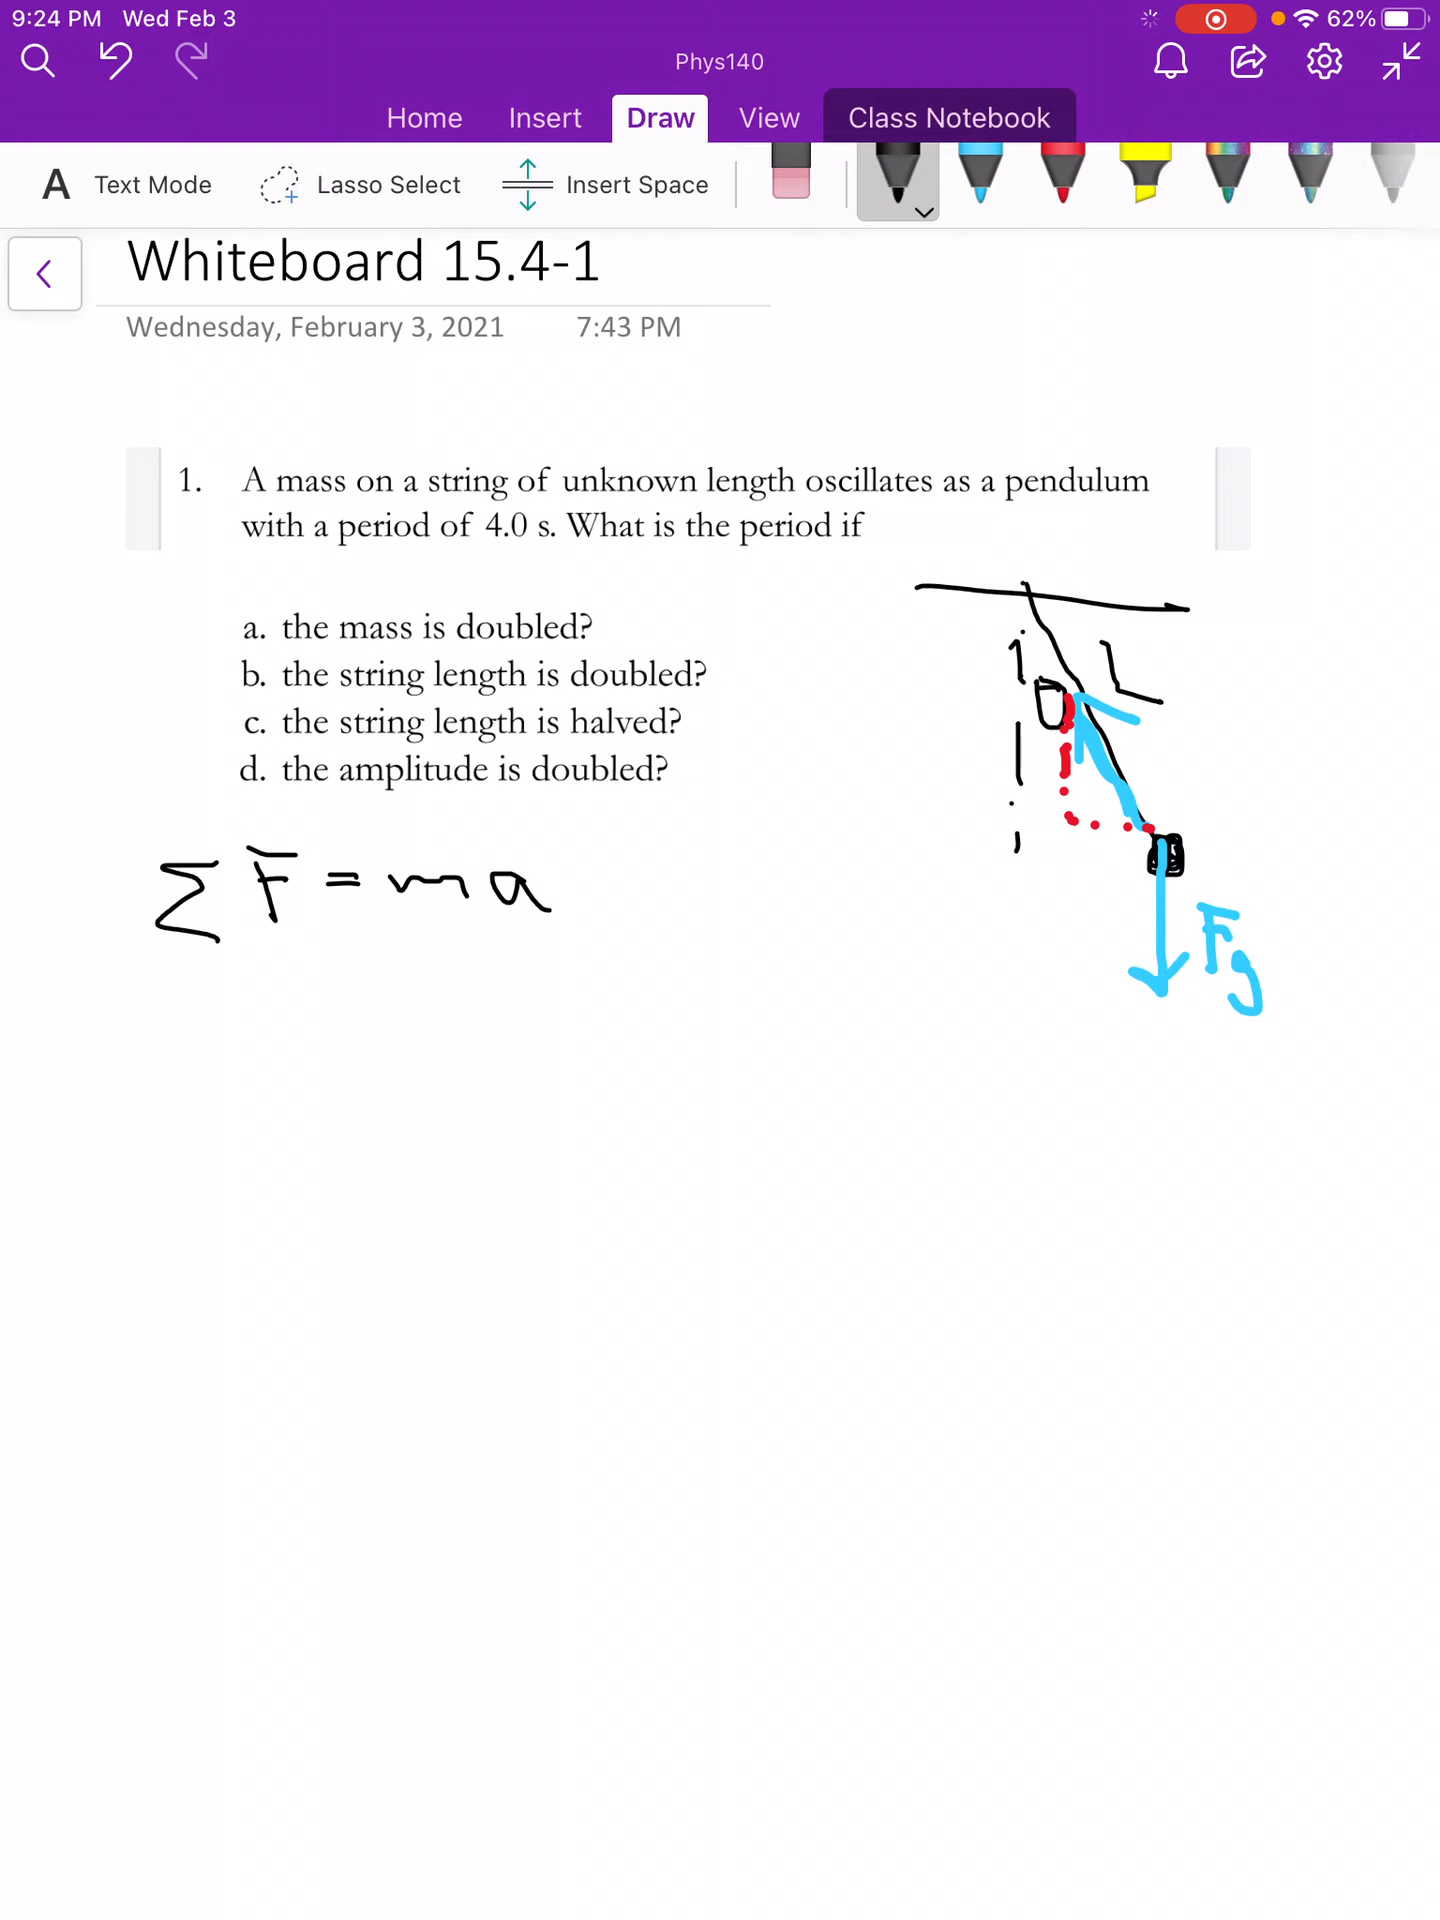 9:24 PM Wed Feb 3 62%
Phys140
Home Insert Draw View Class Notebook
A Text Mode Lasso Select Insert Space
Whiteboard 15.4-1
Wednesday, February 3, 2021 7:43 PM
1. A mass on a string of unknown length oscillates as a pendulum
with a period of 4.0 s. What is the period if
a. the mass is doubled?
b. the string length is doubled?
c. the string length is halved?
d. the amplitude is doubled?
L
Σ F̅ = ma
Fg